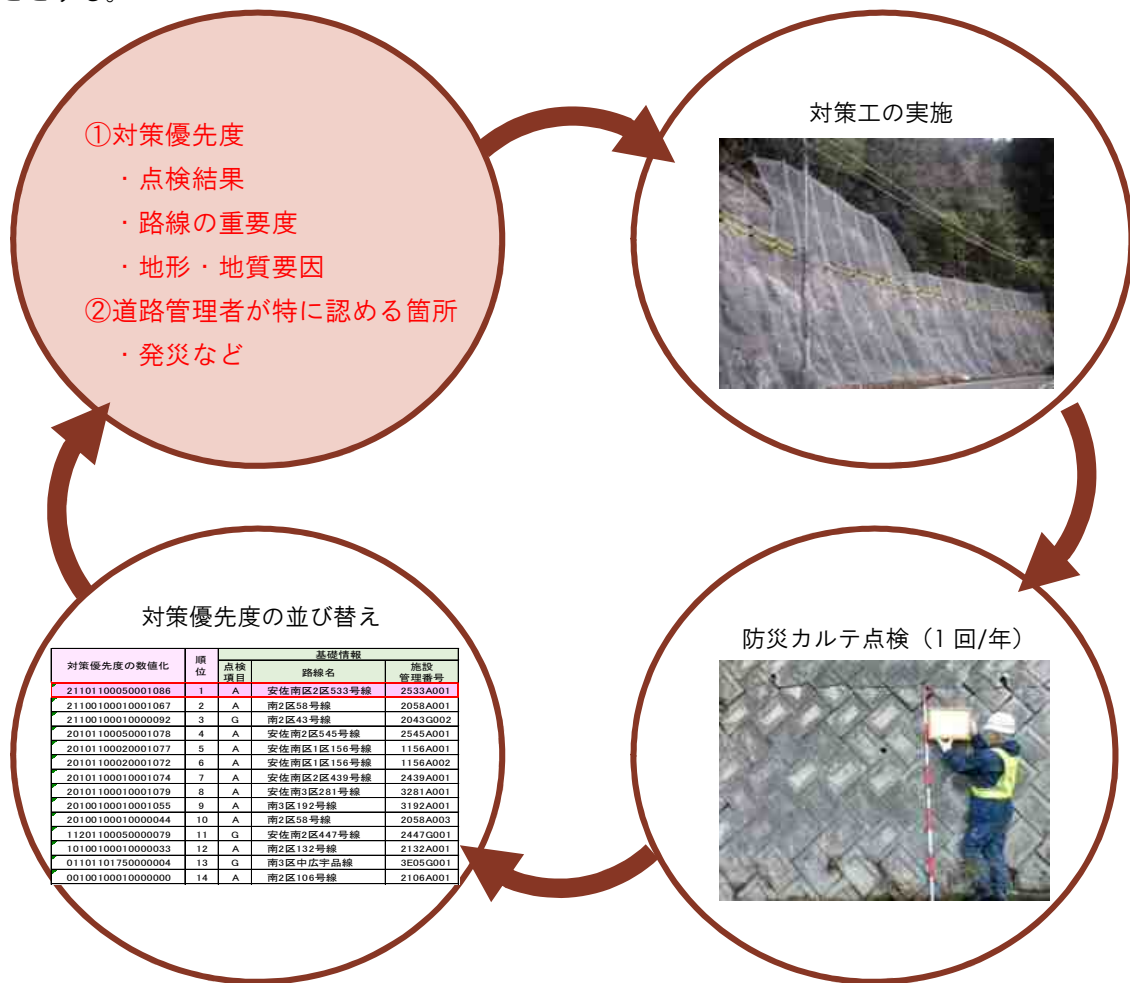 ととする。
①対策優先度
・点検結果
・路線の重要度
・地形・地質要因
②道路管理者が特に認める箇所
・発災など
対策工の実施
防災カルテ点検（1回/年）
対策優先度の並び替え
対策優先度の数値化 順位 基礎情報
点検項目 路線名 施設管理番号
21101100050001086 1 A 安佐南区2区533号線 2533A001
21100100010001067 2 A 南2区58号線 2058A001
21100100010000092 3 G 南2区43号線 2043G002
20101100050001078 4 A 安佐南2区545号線 2545A001
20101100020001077 5 A 安佐南区1区156号線 1156A001
20101100020001072 6 A 安佐南区1区156号線 1156A002
20101100010001074 7 A 安佐南区2区439号線 2439A001
20101100010001079 8 A 安佐南3区281号線 3281A001
20100100010001055 9 A 南3区192号線 3192A001
20100100010000044 10 A 南2区58号線 2058A003
11201100050000079 11 G 安佐南2区447号線 2447G001
10100100010000033 12 A 南2区132号線 2132A001
01101101750000004 13 G 南3区中広宇品線 3E05G001
00100100010000000 14 A 南2区106号線 2106A001